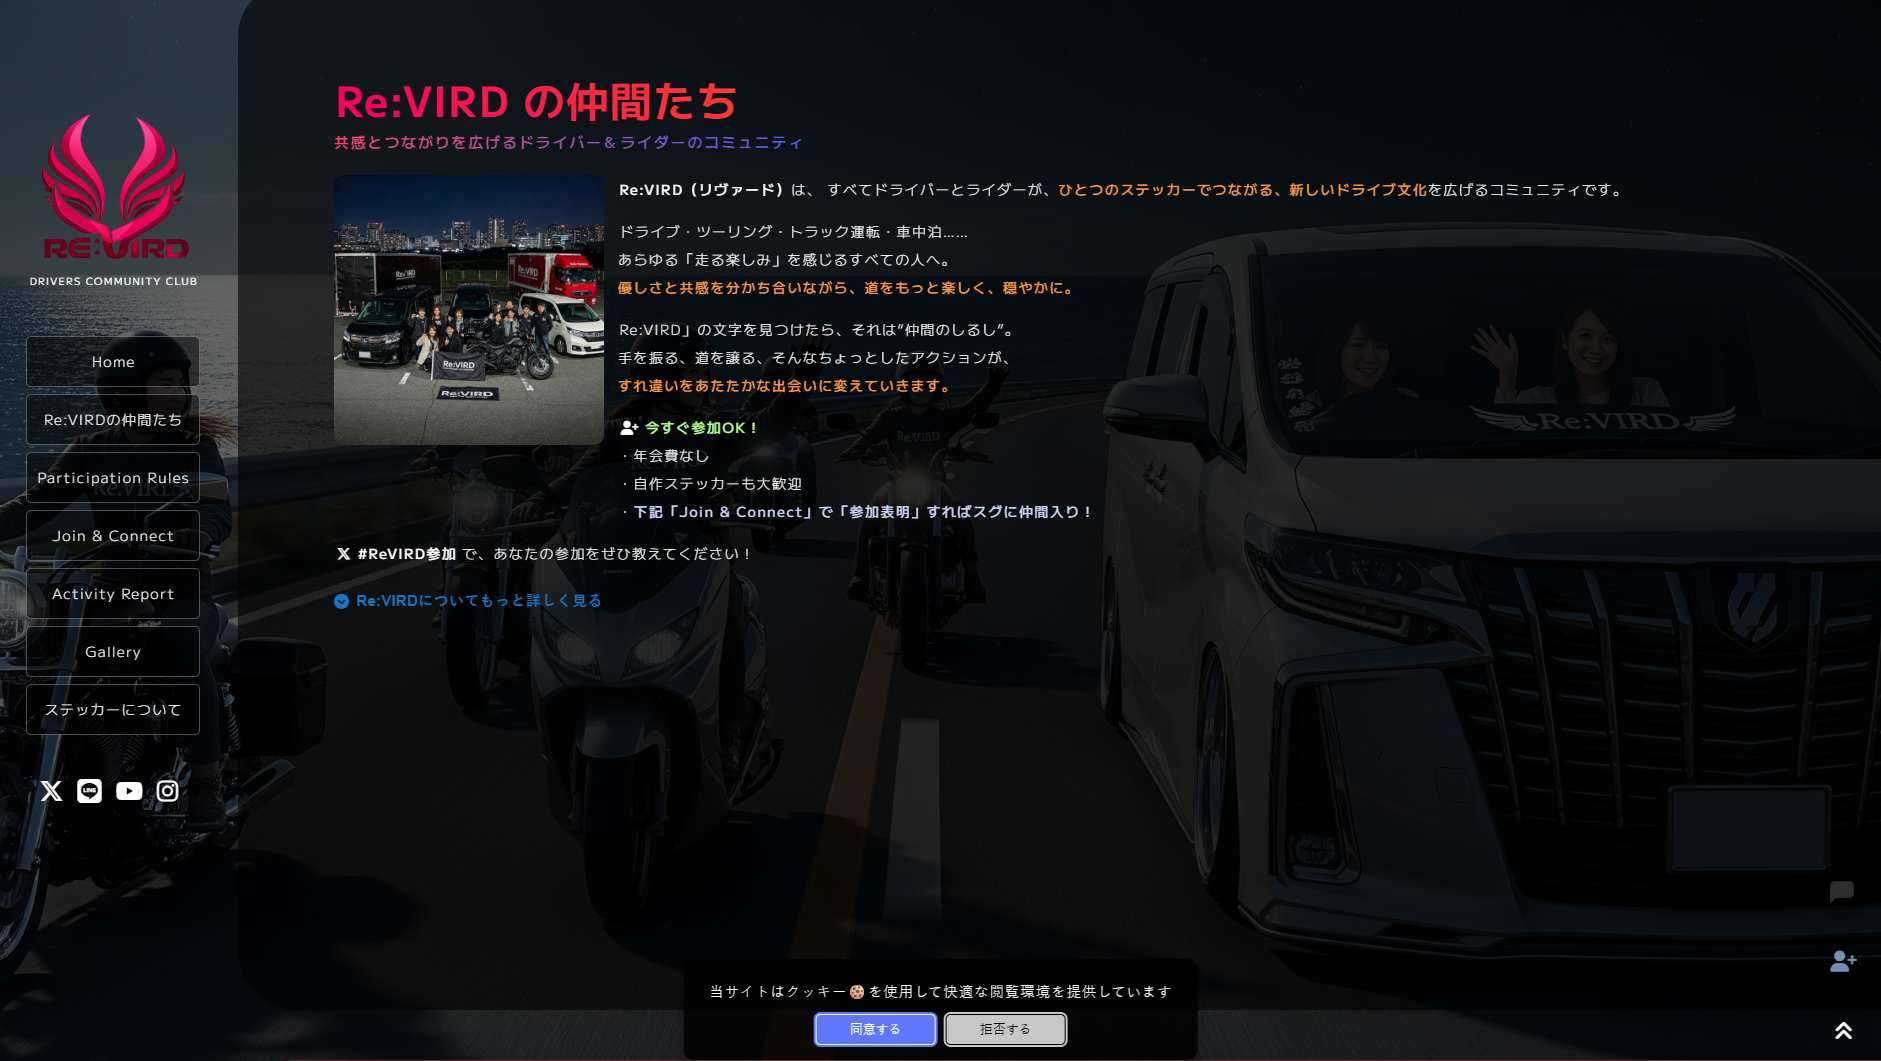 RE:VIRD
DRIVERS COMMUNITY CLUB
Home
Re:VIRDの仲間たち
Participation Rules
Join & Connect
Activity Report
Gallery
ステッカーについて
LINE
Re:VIRD の仲間たち
共感とつながりを広げるドライバー＆ライダーのコミュニティ
Re:VIRD（リヴァード）は、 すべてドライバーとライダーが、ひとつのステッカーでつながる、新しいドライブ文化を広げるコミュニティです。
ドライブ・ツーリング・トラック運転・車中泊……
あらゆる「走る楽しみ」を感じるすべての人へ。
優しさと共感を分かち合いながら、道をもっと楽しく、穏やかに。
Re:VIRD」の文字を見つけたら、それは“仲間のしるし”。
手を振る、道を譲る、そんなちょっとしたアクションが、
すれ違いをあたたかな出会いに変えていきます。
今すぐ参加OK！
・年会費なし
・自作ステッカーも大歓迎
・下記「Join & Connect」で「参加表明」すればスグに仲間入り！
#ReVIRD参加 で、あなたの参加をぜひ教えてください！
Re:VIRDについてもっと詳しく見る
Re:VIRD
Re:VIRD
Re:VIRD
Re:VIRD
Re:VIRD
Re:VIRD
当サイトはクッキー🍪を使用して快適な閲覧環境を提供しています
同意する
拒否する